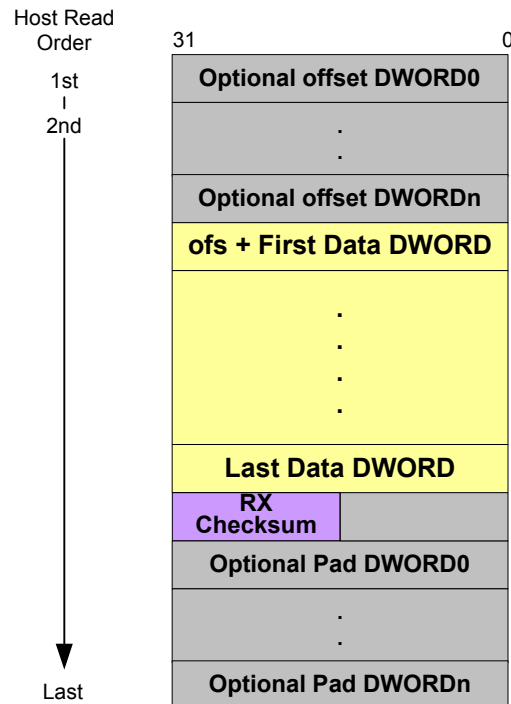 Host Read
Order
31
0
1st
2nd
Optional offset DWORD0
.
.
Optional offset DWORDn
ofs + First Data DWORD
.
.
.
.
Last Data DWORD
RX
Checksum
Optional Pad DWORD0
.
.
Optional Pad DWORDn
Last